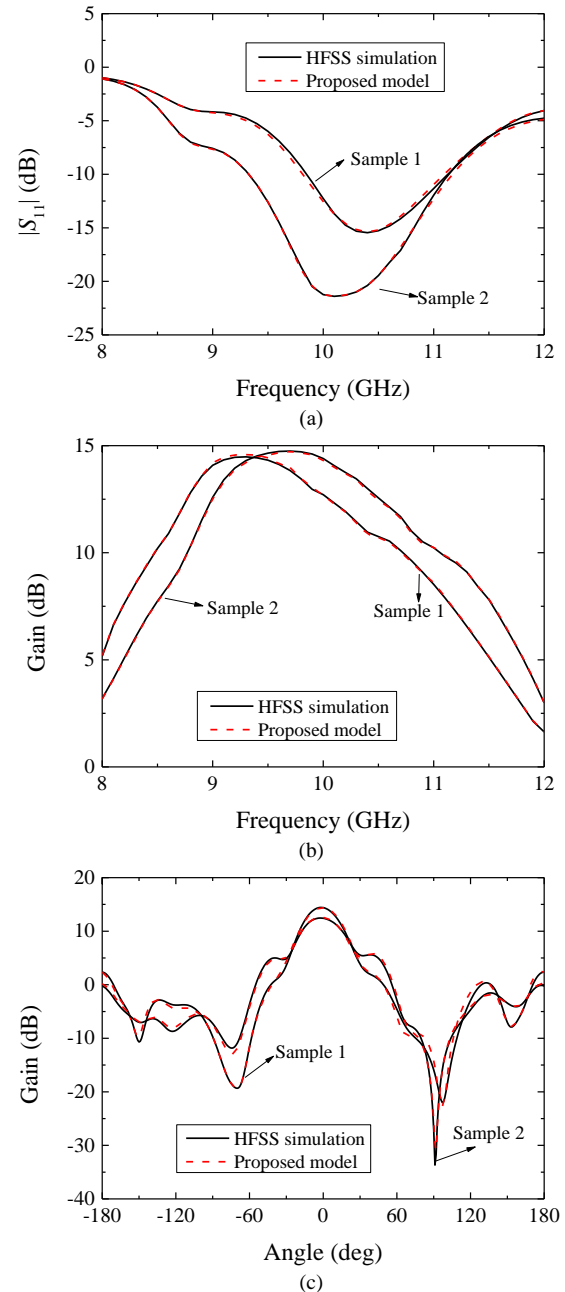 5
0
-5
-10
-15
-20
-25
|S11| (dB)
HFSS simulation
Proposed model
Sample 1
Sample 2
8 9 10 11 12
Frequency (GHz)
(a)
15
10
5
0
Gain (dB)
Sample 2
Sample 1
HFSS simulation
Proposed model
8 9 10 11 12
Frequency (GHz)
(b)
20
10
0
-10
-20
-30
-40
Gain (dB)
Sample 1
Sample 2
HFSS simulation
Proposed model
-180 -120 -60 0 60 120 180
Angle (deg)
(c)